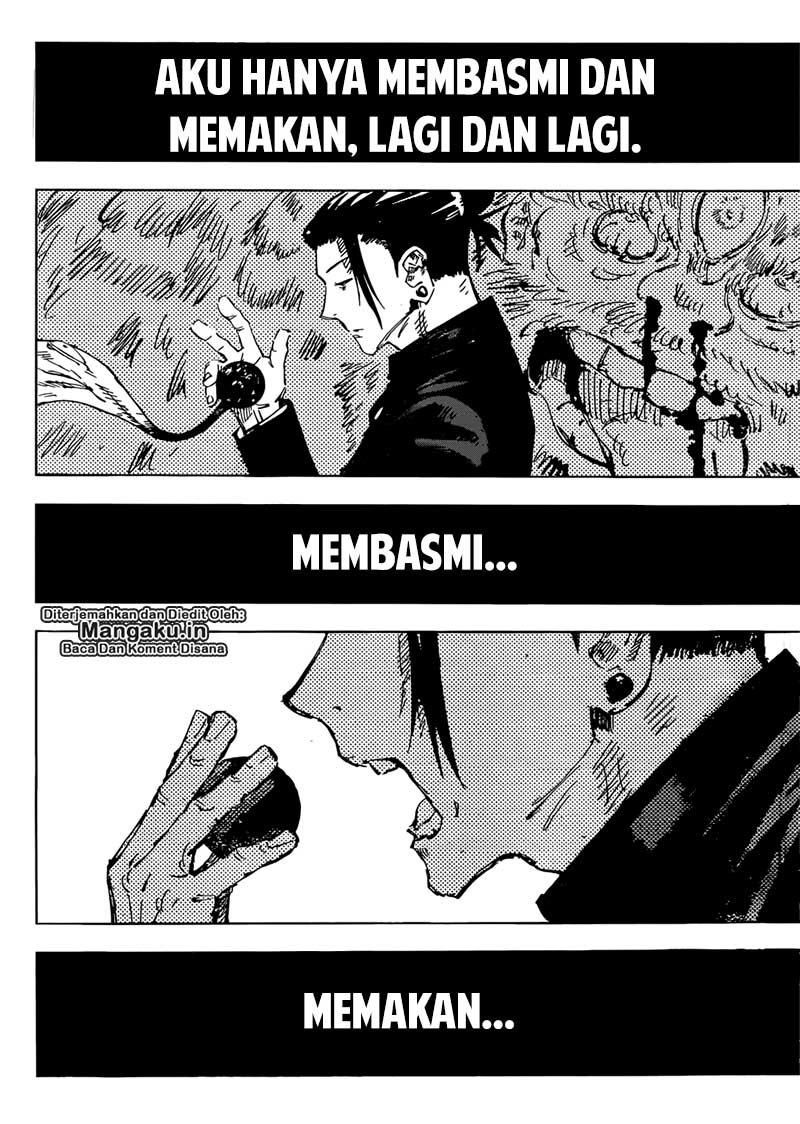 AKU HANYA MEMBASMI DAN
MEMAKAN, LAGI DAN LAGI.
MEMBASMI...
Diterjemahkan dan Diedit Oleh:
Mangaku.in
Baca Dan Koment Disana
MEMAKAN...